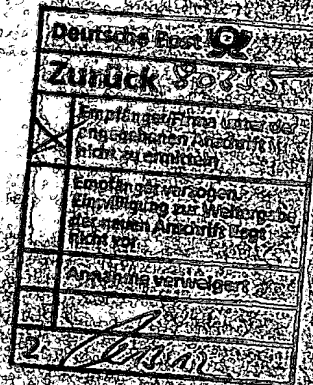 Deutsche Post
Zurück
Empfänger/Firma unter der
angegebenen Anschrift
nicht zu ermitteln
Empfänger verzogen.
Einwilligung zur Weitergabe
der neuen Anschrift liegt
nicht vor
Annahme verweigert